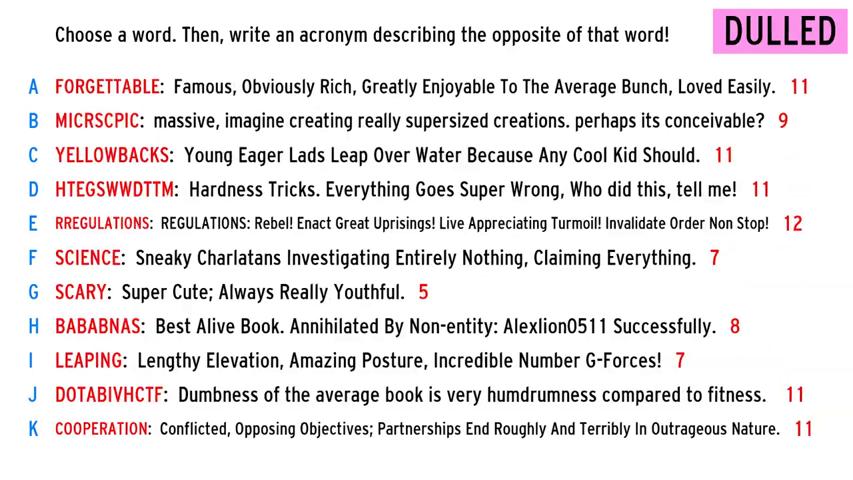 Choose a word. Then, write an acronym describing the opposite of that word!
DULLED
A FORGETTABLE: Famous, Obviously Rich, Greatly Enjoyable To The Average Bunch, Loved Easily. 11
B MICRSCPIC: massive, imagine creating really supersized creations. perhaps its conceivable? 9
C YELLOWBACKS: Young Eager Lads Leap Over Water Because Any Cool Kid Should. 11
D HTEGSWWDTTM: Hardness Tricks. Everything Goes Super Wrong, Who did this, tell me! 11
E RREGULATIONS: REGULATIONS: Rebel! Enact Great Uprisings! Live Appreciating Turmoil! Invalidate Order Non Stop! 12
F SCIENCE: Sneaky Charlatans Investigating Entirely Nothing, Claiming Everything. 7
G SCARY: Super Cute; Always Really Youthful. 5
H BABABNAS: Best Alive Book. Annihilated By Non-entity: Alexlion0511 Successfully. 8
I LEAPING: Lengthy Elevation, Amazing Posture, Incredible Number G-Forces! 7
J DOTABIVHCTF: Dumbness of the average book is very humdrumness compared to fitness. 11
K COOPERATION: Conflicted, Opposing Objectives; Partnerships End Roughly And Terribly In Outrageous Nature. 11